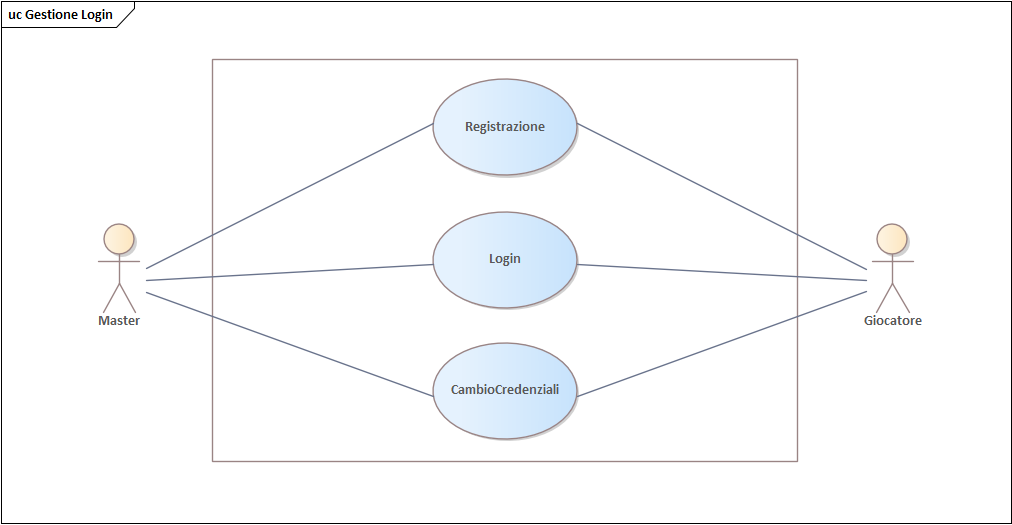 uc Gestione Login
Registrazione
Login
Master
Giocatore
CambioCredenziali